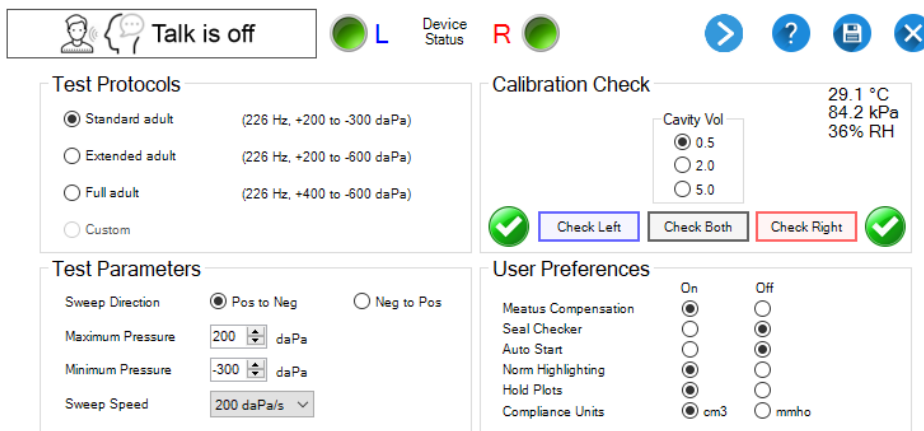 Talk is off
L
Device
Status
R
?
Test Protocols
Standard adult (226 Hz, +200 to -300 daPa)
Extended adult (226 Hz, +200 to -600 daPa)
Full adult (226 Hz, +400 to -600 daPa)
Custom
Calibration Check
29.1 °C
84.2 kPa
36% RH
Cavity Vol
0.5
2.0
5.0
Check Left Check Both Check Right
Test Parameters
Sweep Direction Pos to Neg Neg to Pos
Maximum Pressure 200 daPa
Minimum Pressure -300 daPa
Sweep Speed 200 daPa/s
User Preferences
On Off
Meatus Compensation
Seal Checker
Auto Start
Norm Highlighting
Hold Plots
Compliance Units cm3 mmho